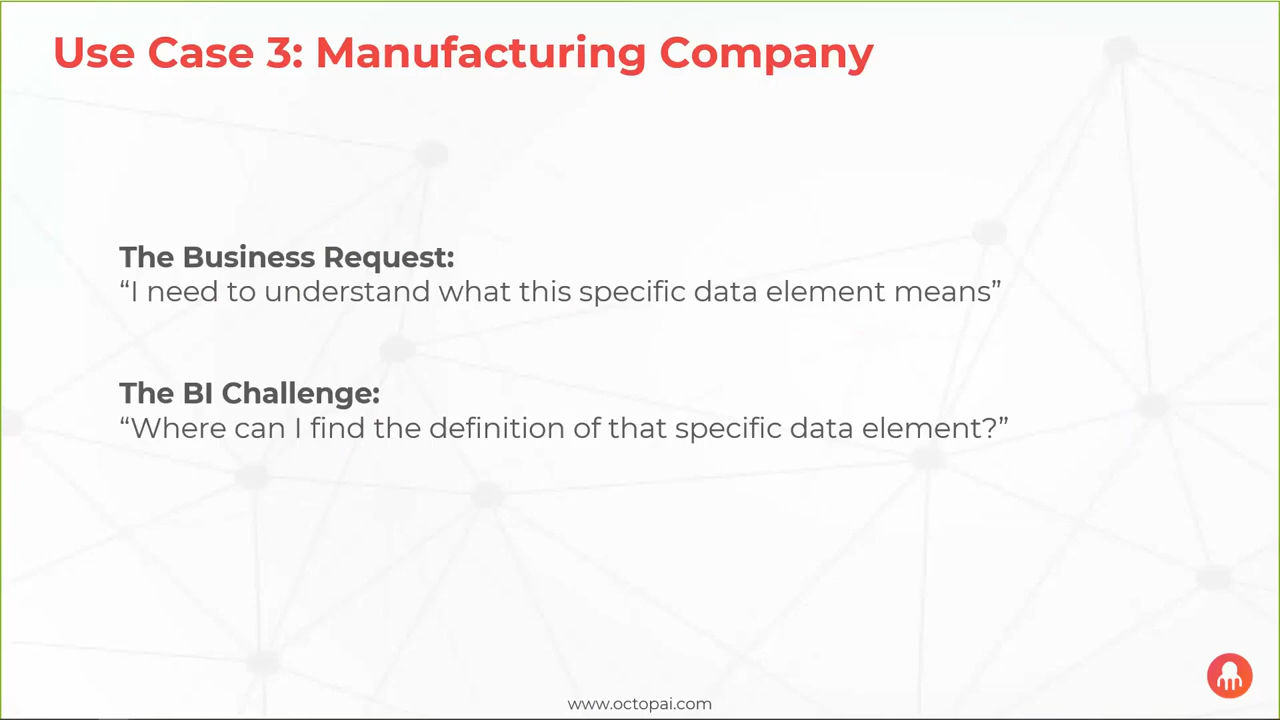 Use Case 3: Manufacturing Company
The Business Request:
“I need to understand what this specific data element means”
The BI Challenge:
“Where can I find the definition of that specific data element?”
www.octopai.com